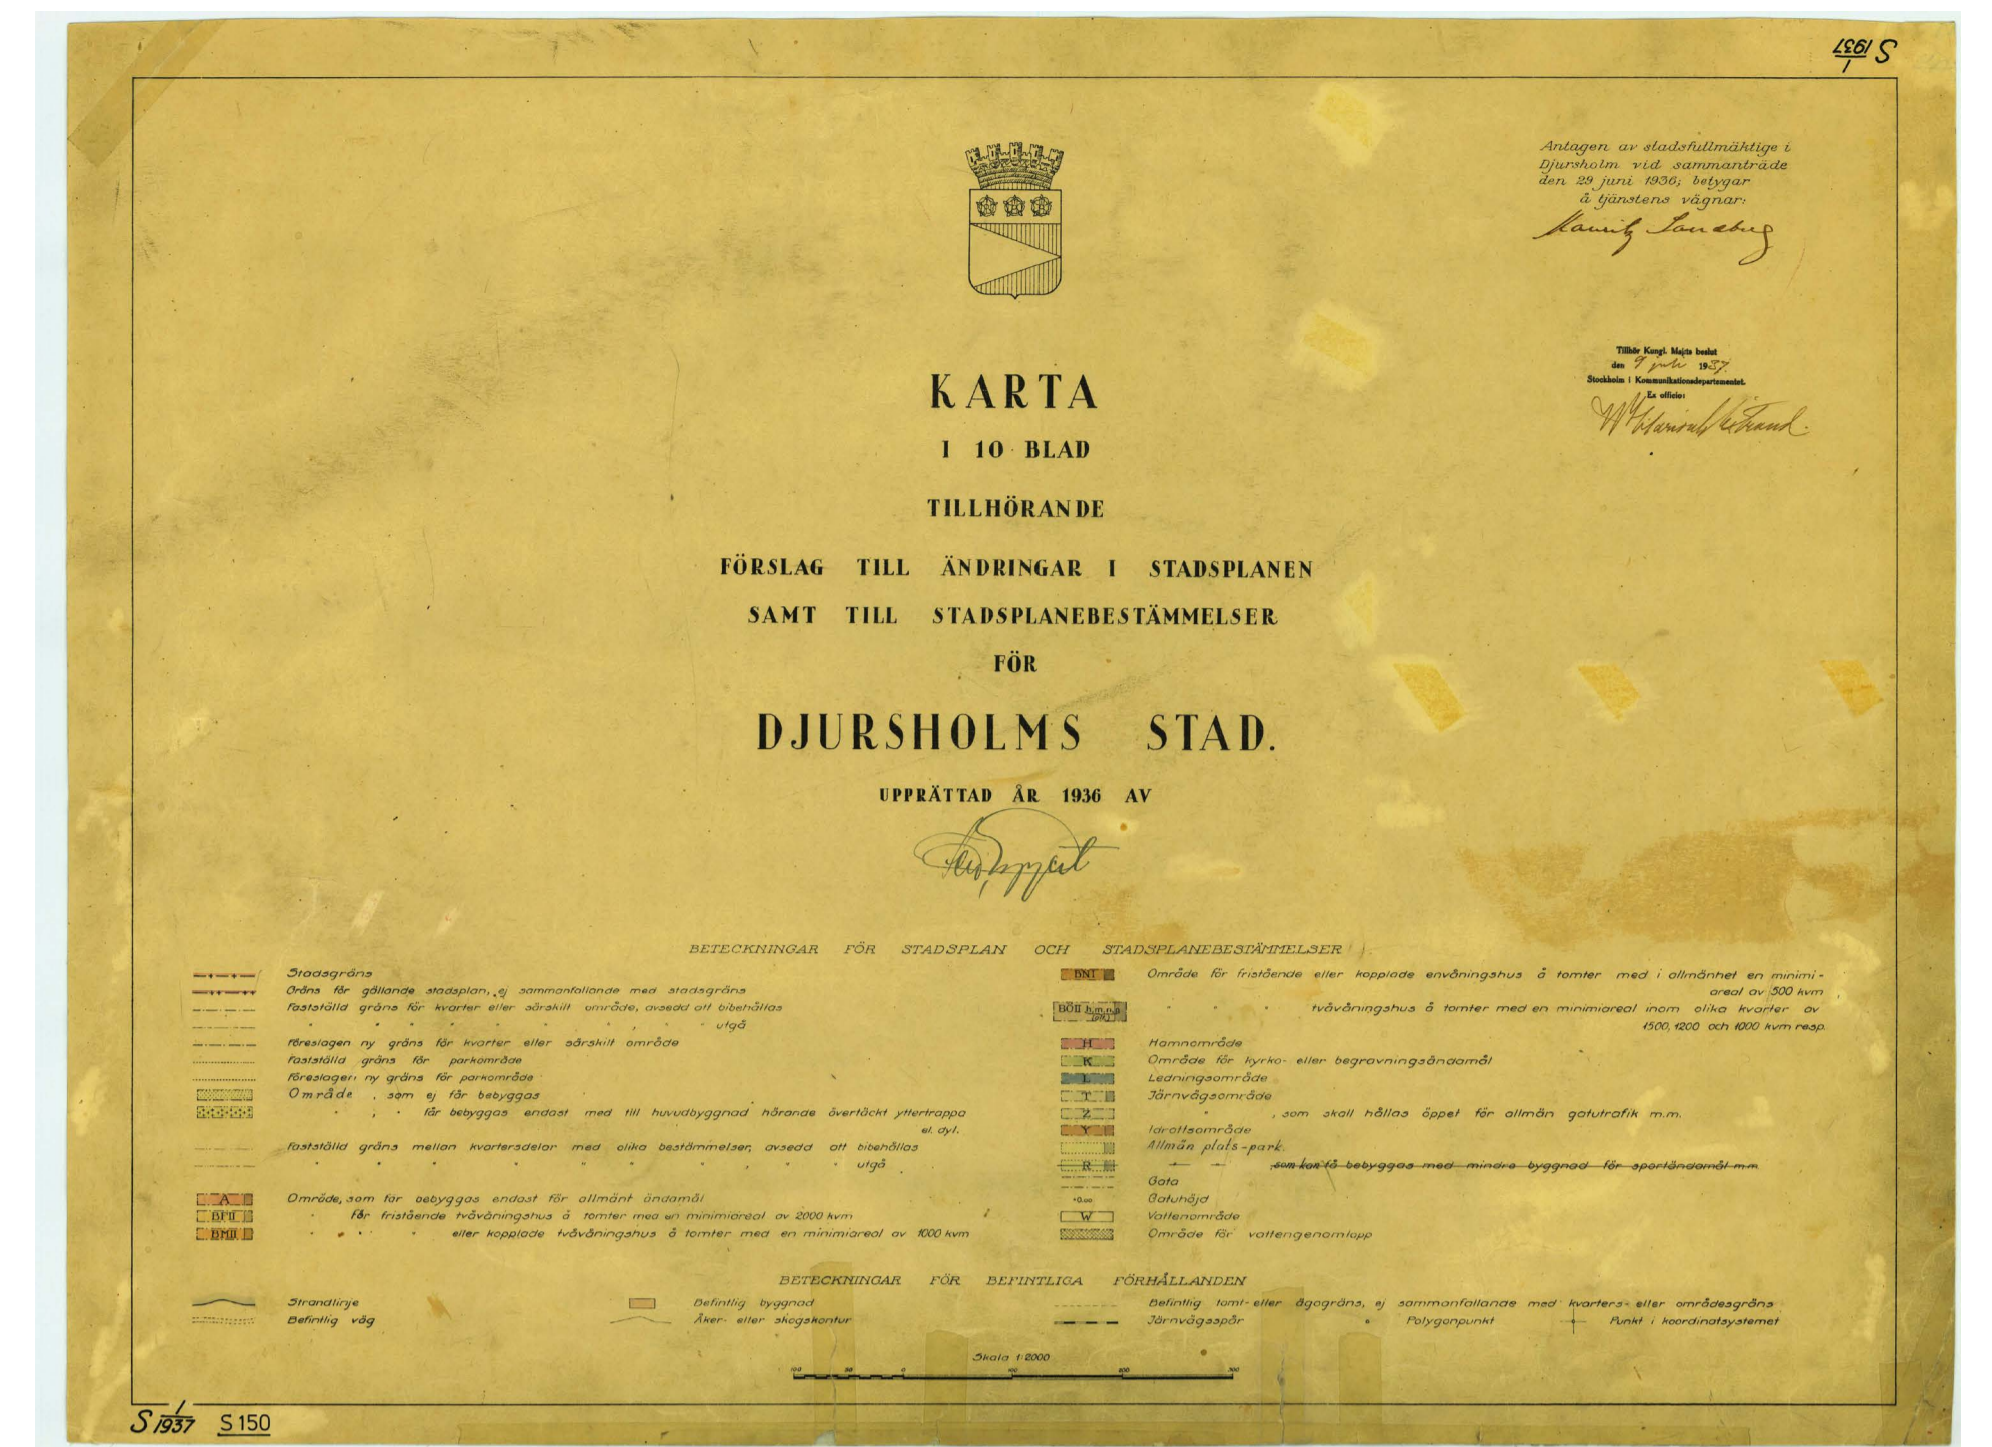 S 1/1937
Antagen av stadsfullmäktige i
Djursholm vid sammanträde
den 29 juni 1936; betygar
å tjänstens vägnar:
Tillhör Kungl. Maj:ts beslut
den 9 juli 1937.
Stockholm i Kommunikationsdepartementet.
Ex officio:
KARTA
I 10 BLAD
TILLHÖRANDE
FÖRSLAG TILL ÄNDRINGAR I STADSPLANEN
SAMT TILL STADSPLANEBESTÄMMELSER
FÖR
DJURSHOLMS STAD.
UPPRÄTTAD ÅR 1936 AV
BETECKNINGAR FÖR STADSPLAN OCH STADSPLANEBESTÄMMELSER
Stadsgräns
Gräns för gällande stadsplan, ej sammanfallande med stadsgräns
Fastställd gräns för kvarter eller särskilt område, avsedd att bibehållas
" " " " " " , " " utgå
Föreslagen ny gräns för kvarter eller särskilt område
Fastställd gräns för parkområde
Föreslagen ny gräns för parkområde
Område , som ej får bebyggas
" , " får bebyggas endast med till huvudbyggnad hörande övertäckt yttertrappa
el. dyl.
Fastställd gräns mellan kvartersdelar med olika bestämmelser, avsedd att bibehållas
" " " " " " , " " utgå
A Område, som får bebyggas endast för allmänt ändamål
BFII " för fristående tvåvåningshus å tomter med en minimiareal av 2000 kvm
BMII " " " eller kopplade tvåvåningshus å tomter med en minimiareal av 1000 kvm
BNI Område för fristående eller kopplade envåningshus å tomter med i allmänhet en minimi-
areal av 500 kvm
BÖII h.m.n.p " " " tvåvåningshus å tomter med en minimiareal inom olika kvarter av
1500, 1200 och 1000 kvm resp.
H Hamnområde
K Område för kyrko- eller begravningsändamål
L Ledningsområde
T Järnvägsområde
Z " , som skall hållas öppet för allmän gatutrafik m.m.
Y Idrottsområde
Allmän plats-park.
R " " , som kan få bebyggas med mindre byggnad för sportändamål m.m.
Gata
+0.00 Gatuhöjd
W Vattenområde
Område för vattengenomlopp
BETECKNINGAR FÖR BEFINTLIGA FÖRHÅLLANDEN
Strandlinje
Befintlig väg
Befintlig byggnad
Åker- eller skogskontur
Befintlig tomt- eller ägogräns, ej sammanfallande med kvarters- eller områdesgräns
Järnvägsspår
Polygonpunkt
Punkt i koordinatsystemet
Skala 1:2000
100 50 0 100 200 300
S 1/1937 S 150